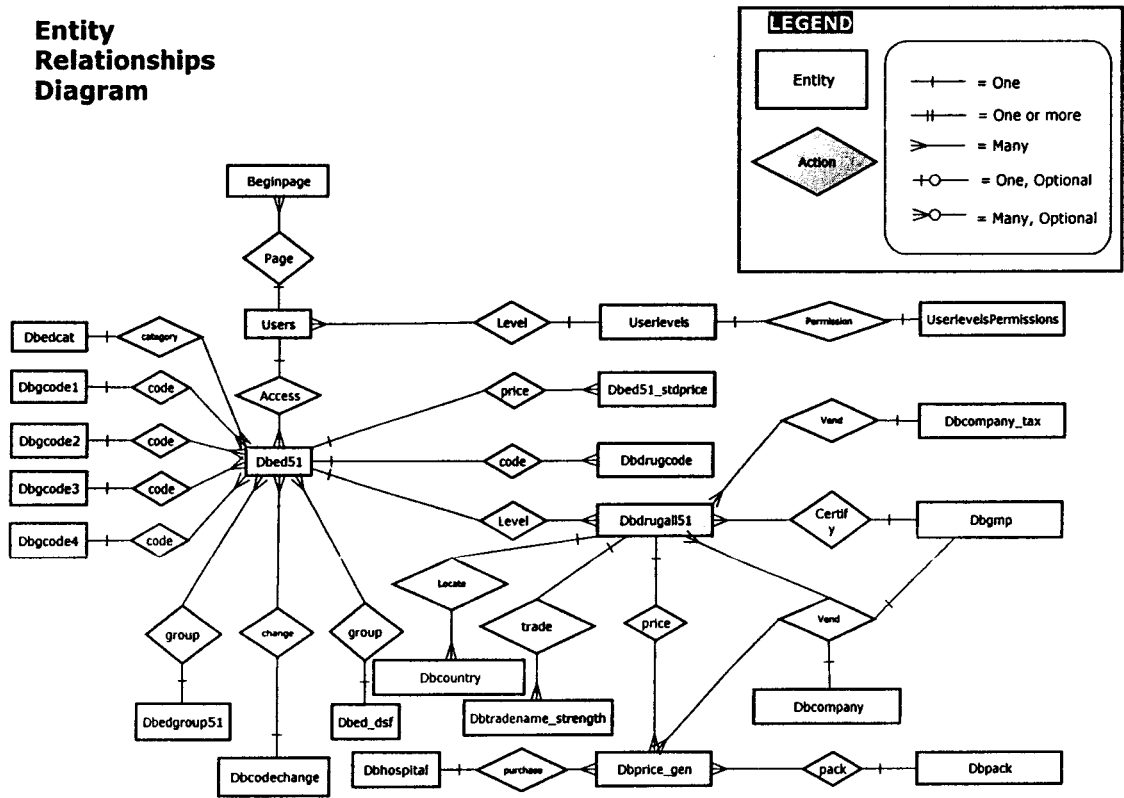 Entity
Relationships
Diagram
LEGEND
Entity
Action
= One
= One or more
= Many
= One, Optional
= Many, Optional
Beginpage
Page
Users
Level
Userlevels
Permission
UserlevelsPermissions
Dbedcat
category
Dbgcode1
code
Access
price
Dbed51_stdprice
Vend
Dbcompany_tax
Dbgcode2
code
Dbed51
code
Dbdrugcode
Dbgcode3
code
Level
Dbdrugall51
Certif
y
Dbgmp
Dbgcode4
code
Locate
group
change
group
trade
price
Vend
Dbcountry
Dbedgroup51
Dbed_dsf
Dbtradename_strength
Dbcompany
Dbcodechange
Dbhospital
purchase
Dbprice_gen
pack
Dbpack